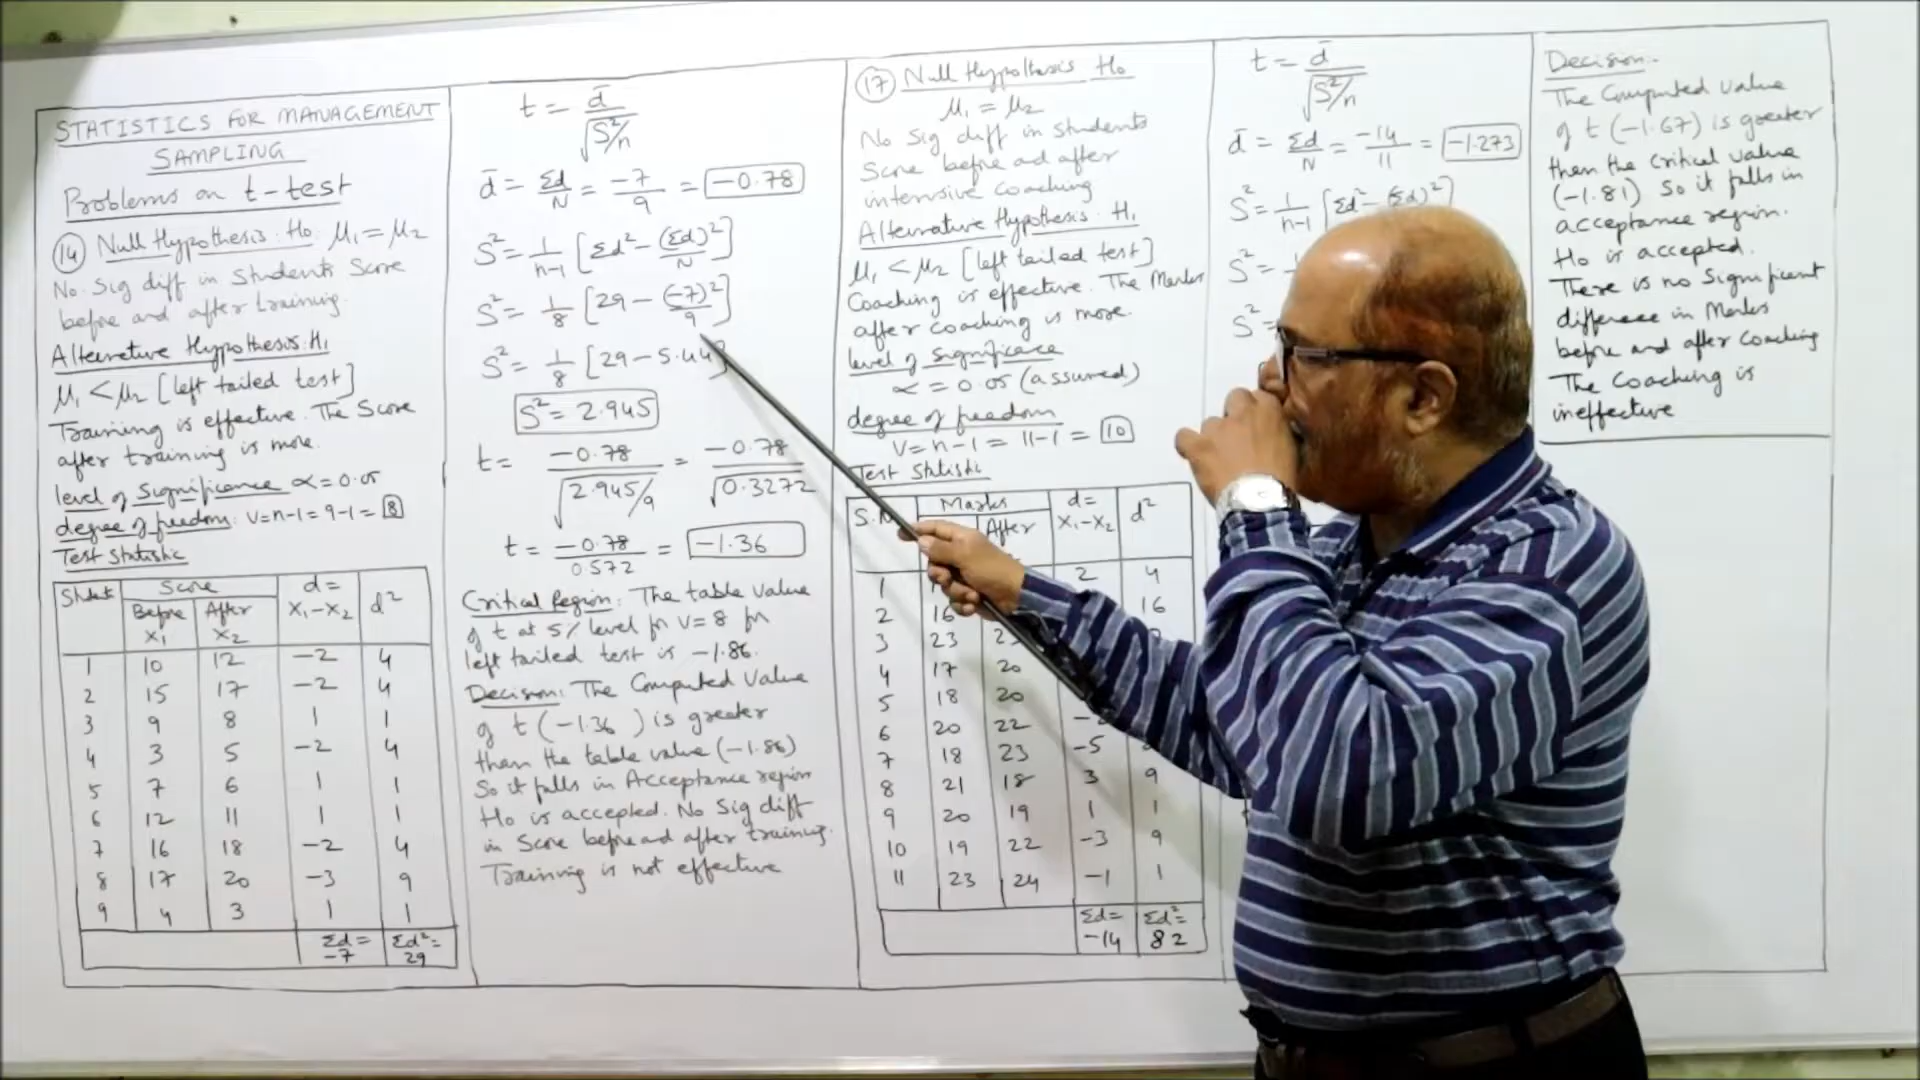 STATISTICS FOR MANAGEMENT
SAMPLING
Problems on t-test
14 Null Hypothesis: H₀: μ₁ = μ₂
No. Sig diff in Students Score
before and after training.
Alternative Hypothesis: H₁
μ₁ < μ₂ [left tailed test]
Training is effective. The Score
after training is more.
level of Significance α = 0.05
degree of freedom: V=n-1=9-1= 8
Test Statistic
Student Score d= d²
Before After X₁-X₂
X₁ X₂
1 10 12 -2 4
2 15 17 -2 4
3 9 8 1 1
4 3 5 -2 4
5 7 6 1 1
6 12 11 1 1
7 16 18 -2 4
8 17 20 -3 9
9 4 3 1 1
Σd= Σd²=
-7 29
t = d̄ / √(S²/n)
d̄ = Σd/N = -7/9 = -0.78
S² = 1/n-1 [Σd² - (Σd)²/N]
S² = 1/8 [29 - (-7)²/9]
S² = 1/8 [29 - 5.44]
S² = 2.945
t = -0.78/√(2.945/9) = -0.78/√0.3272
t = -0.78/0.572 = -1.36
Critical Region: The table value
of t at 5% level for V=8 for
left tailed test is -1.86.
Decision: The Computed Value
of t (-1.36 ) is greater
than the table value (-1.86)
So it falls in Acceptance region
H₀ is accepted. No Sig diff
in Score before and after training.
Training is not effective
17 Null Hypothesis H₀
μ₁ = μ₂
No Sig diff in Students
Score before and after
intensive coaching
Alternative Hypothesis: H₁
μ₁ < μ₂ [left tailed test]
Coaching is effective. The Marks
after coaching is more.
level of significance
α = 0.05 (assumed)
degree of freedom
V = n-1 = 11-1 = 10
Test Statistic
Marks d= d²
After X₁-X₂
1 2 4
2 16 16
3 23
4 17 20
5 18 20
6 20 22
7 18 23 -5
8 21 18 3 9
9 20 19 1 1
10 19 22 -3 9
11 23 24 -1 1
Σd= Σd²=
-14 82
t = d̄ / √(S²/n)
d̄ = Σd/N = -14/11 = -1.273
S² = 1/n-1 [Σd² - (Σd)²]
S² =
S² =
Decision:-
The Computed value
of t (-1.67) is greater
than the critical value
(-1.81) So it falls in
acceptance region.
H₀ is accepted.
There is no Significant
difference in Marks
before and after coaching
The Coaching is
ineffective